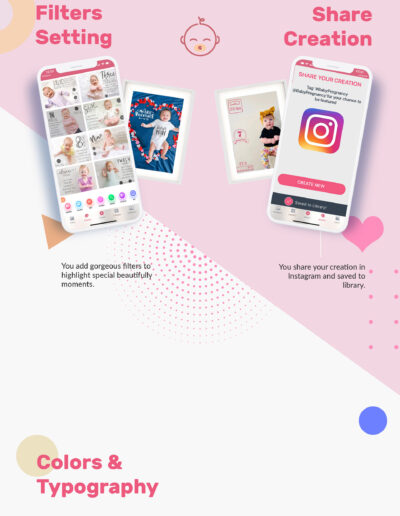 Filters
Setting
Share
Creation
SHARE YOUR CREATION
Tag #BabyPregnancy
@BabyPregnancy for your chance to
be featured!
CREATE NEW
Saved in Library!
You add gorgeous filters to
highlight special beautifully
moments.
You share your creation in
Instagram and saved to
library.
Colors &
Typography